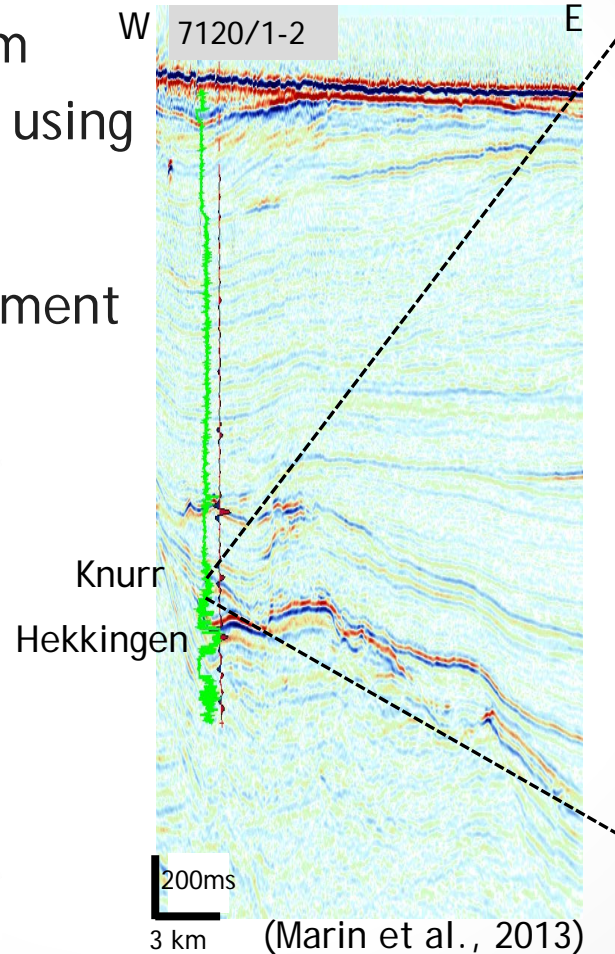 W
7120/1-2
E
m
using
ment
Knurr
Hekkingen
200ms
3 km
(Marin et al., 2013)